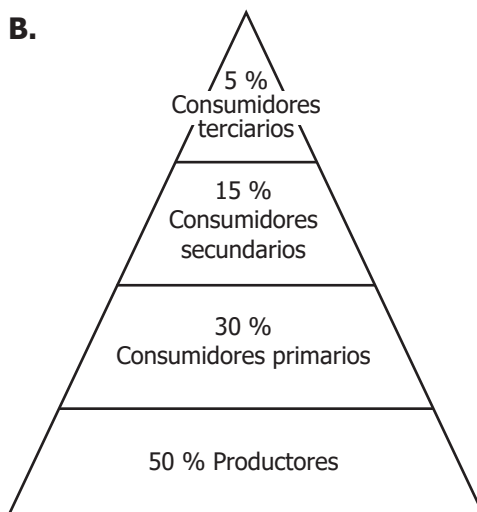 B.
5 %
Consumidores
terciarios
15 %
Consumidores
secundarios
30 %
Consumidores primarios
50 % Productores